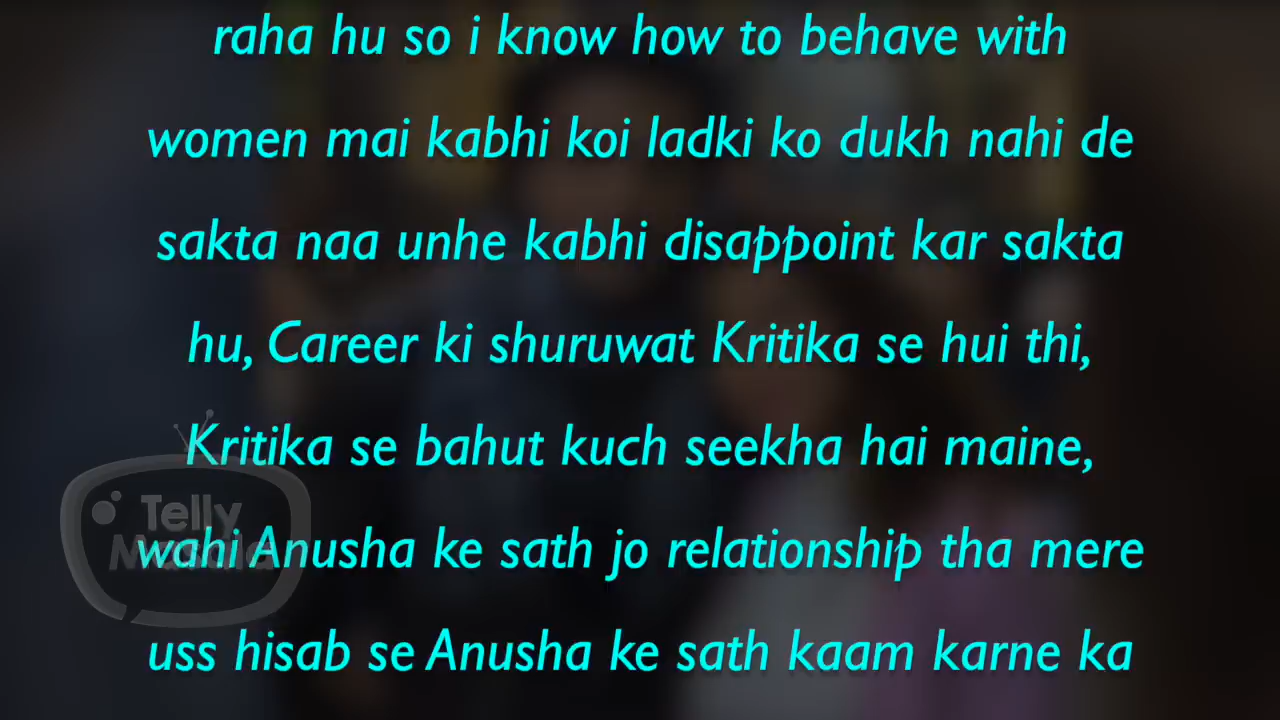 raha hu so i know how to behave with
women mai kabhi koi ladki ko dukh nahi de
sakta naa unhe kabhi disappoint kar sakta
hu, Career ki shuruwat Kritika se hui thi,
Kritika se bahut kuch seekha hai maine,
Telly
Masala
wahi Anusha ke sath jo relationship tha mere
uss hisab se Anusha ke sath kaam karne ka